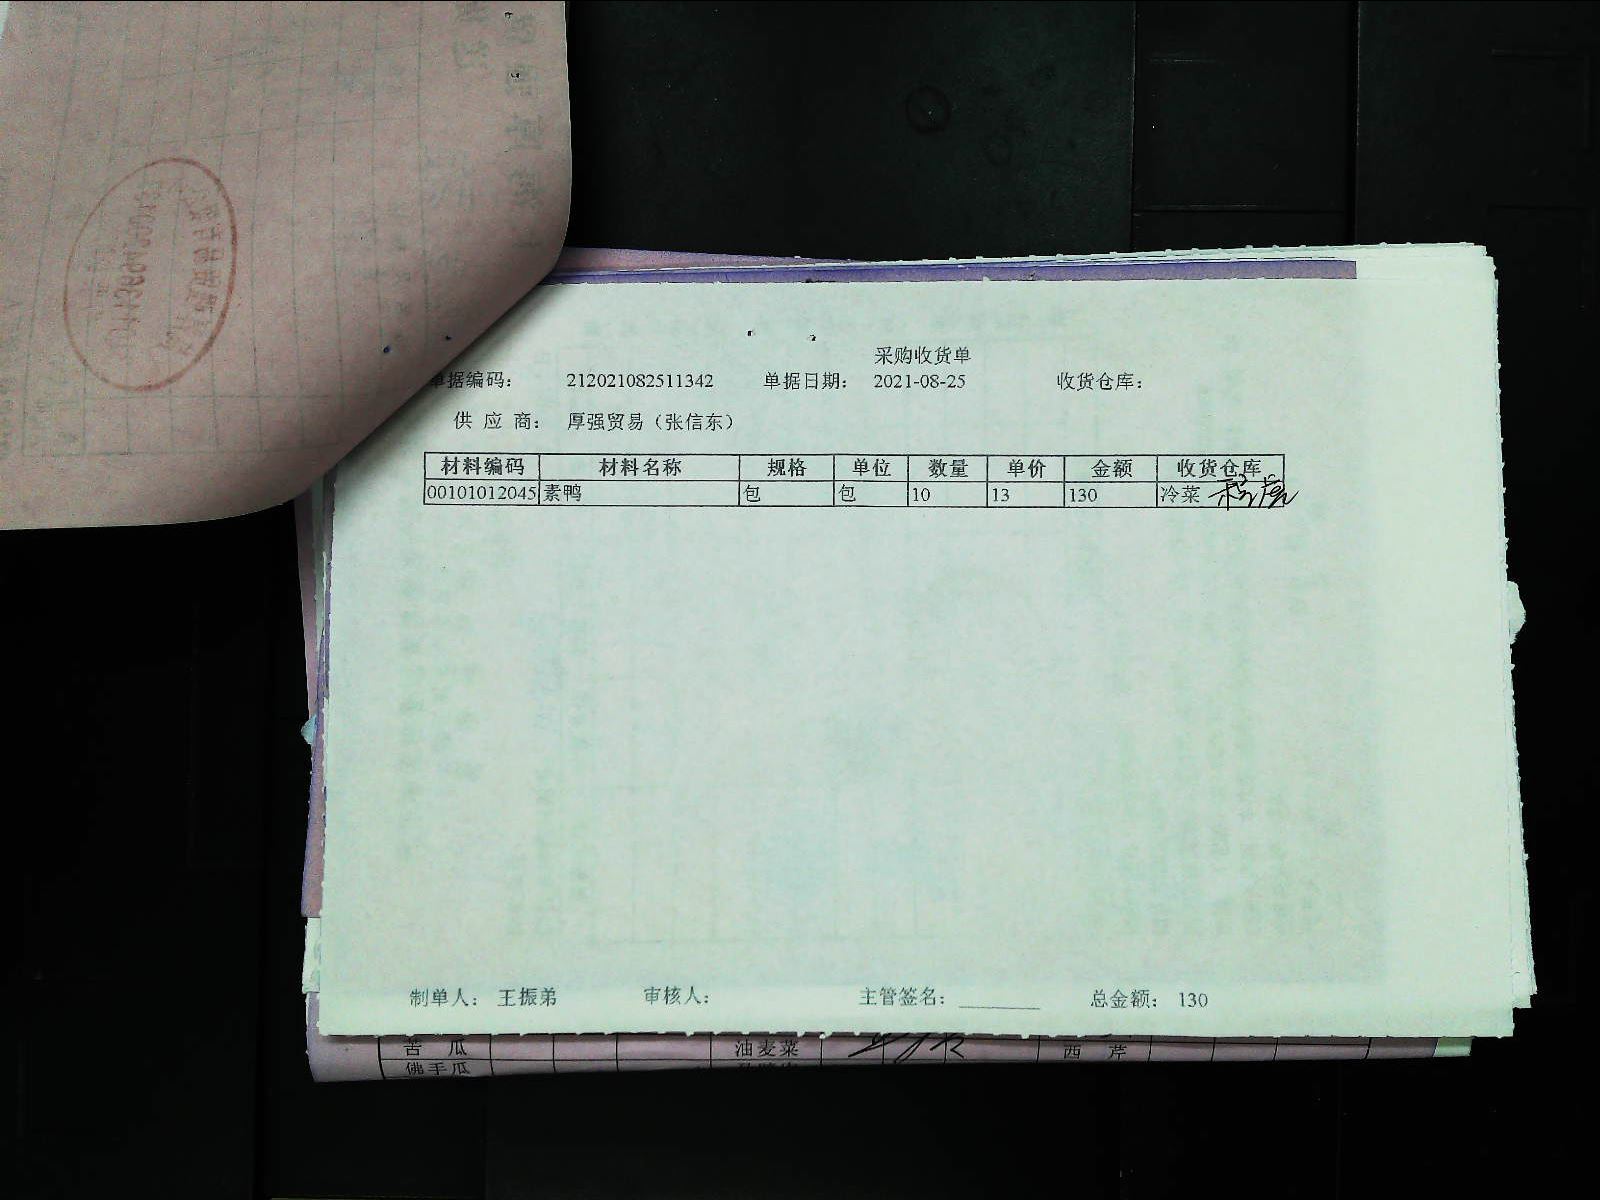 采购收货单
单据编码： 212021082511342 单据日期： 2021-08-25 收货仓库：
供 应 商： 厚强贸易（张信东）
材料编码 材料名称 规格 单位 数量 单价 金额 收货仓库
00101012045 素鸭 包 包 10 13 130 冷菜
制单人： 王振弟 审核人： 主管签名： ________ 总金额： 130
苦 瓜 油麦菜 西 芹
佛手瓜